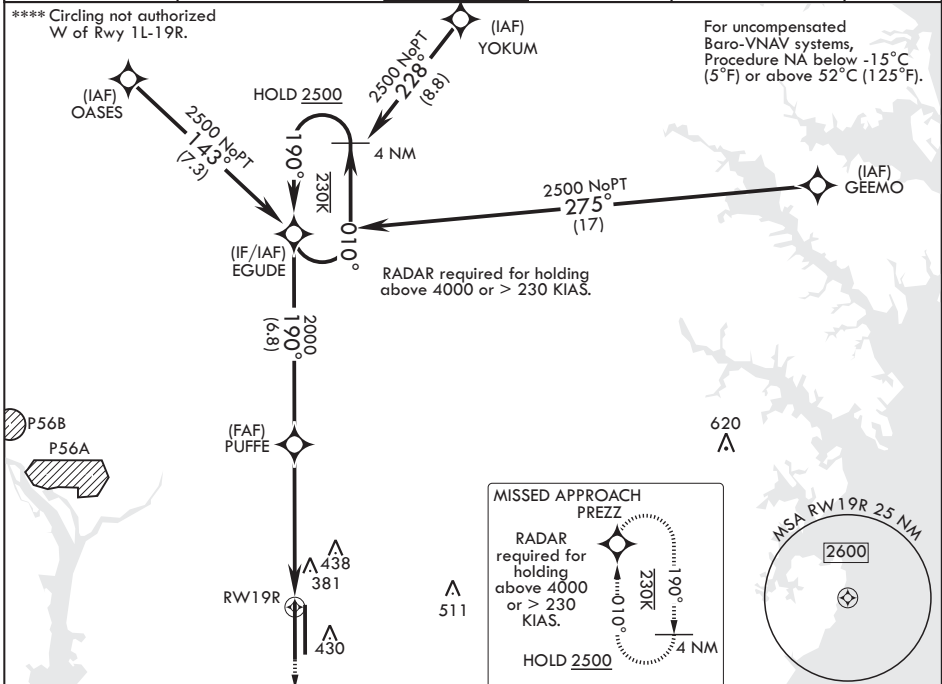 **** Circling not authorized
W of Rwy 1L-19R.
(IAF)
YOKUM
For uncompensated
Baro-VNAV systems,
Procedure NA below -15°C
(5°F) or above 52°C (125°F).
(IAF)
OASES
2500 NoPT
228°
(8.8)
HOLD 2500
2500 NoPT
143°
(7.3)
190°
230K
4 NM
010°
2500 NoPT
275°
(17)
(IAF)
GEEMO
(IF/IAF)
EGUDE
RADAR required for holding
above 4000 or > 230 KIAS.
2000
190°
(6.8)
P56B
P56A
(FAF)
PUFFE
620
438
381
RW19R
430
511
MISSED APPROACH
PREZZ
RADAR
required for
holding
above 4000
or > 230
KIAS.
010°
230K
190°
4 NM
HOLD 2500
MSA RW19R 25 NM
2600